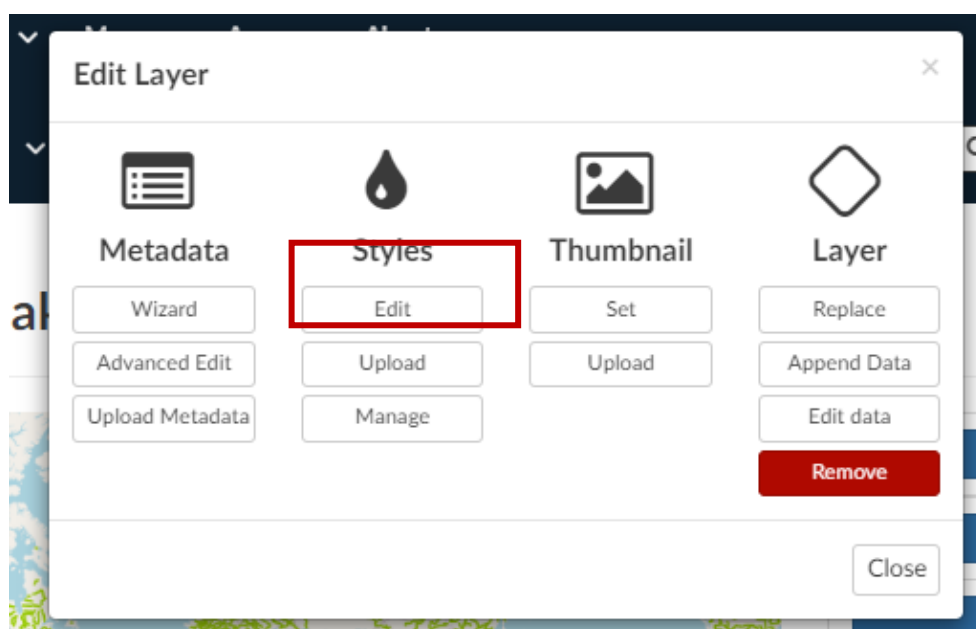 Edit Layer
×
Metadata
Styles
Thumbnail
Layer
Wizard
Edit
Set
Replace
Advanced Edit
Upload
Upload
Append Data
Upload Metadata
Manage
Edit data
Remove
Close